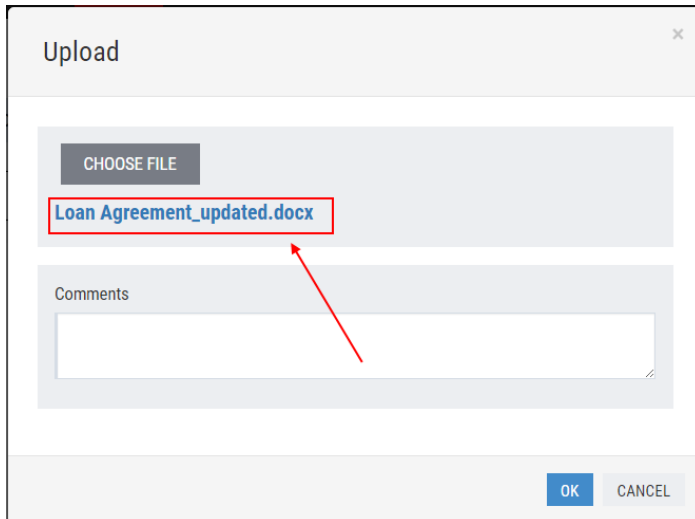 Upload
×
CHOOSE FILE
Loan Agreement_updated.docx
Comments
OK CANCEL